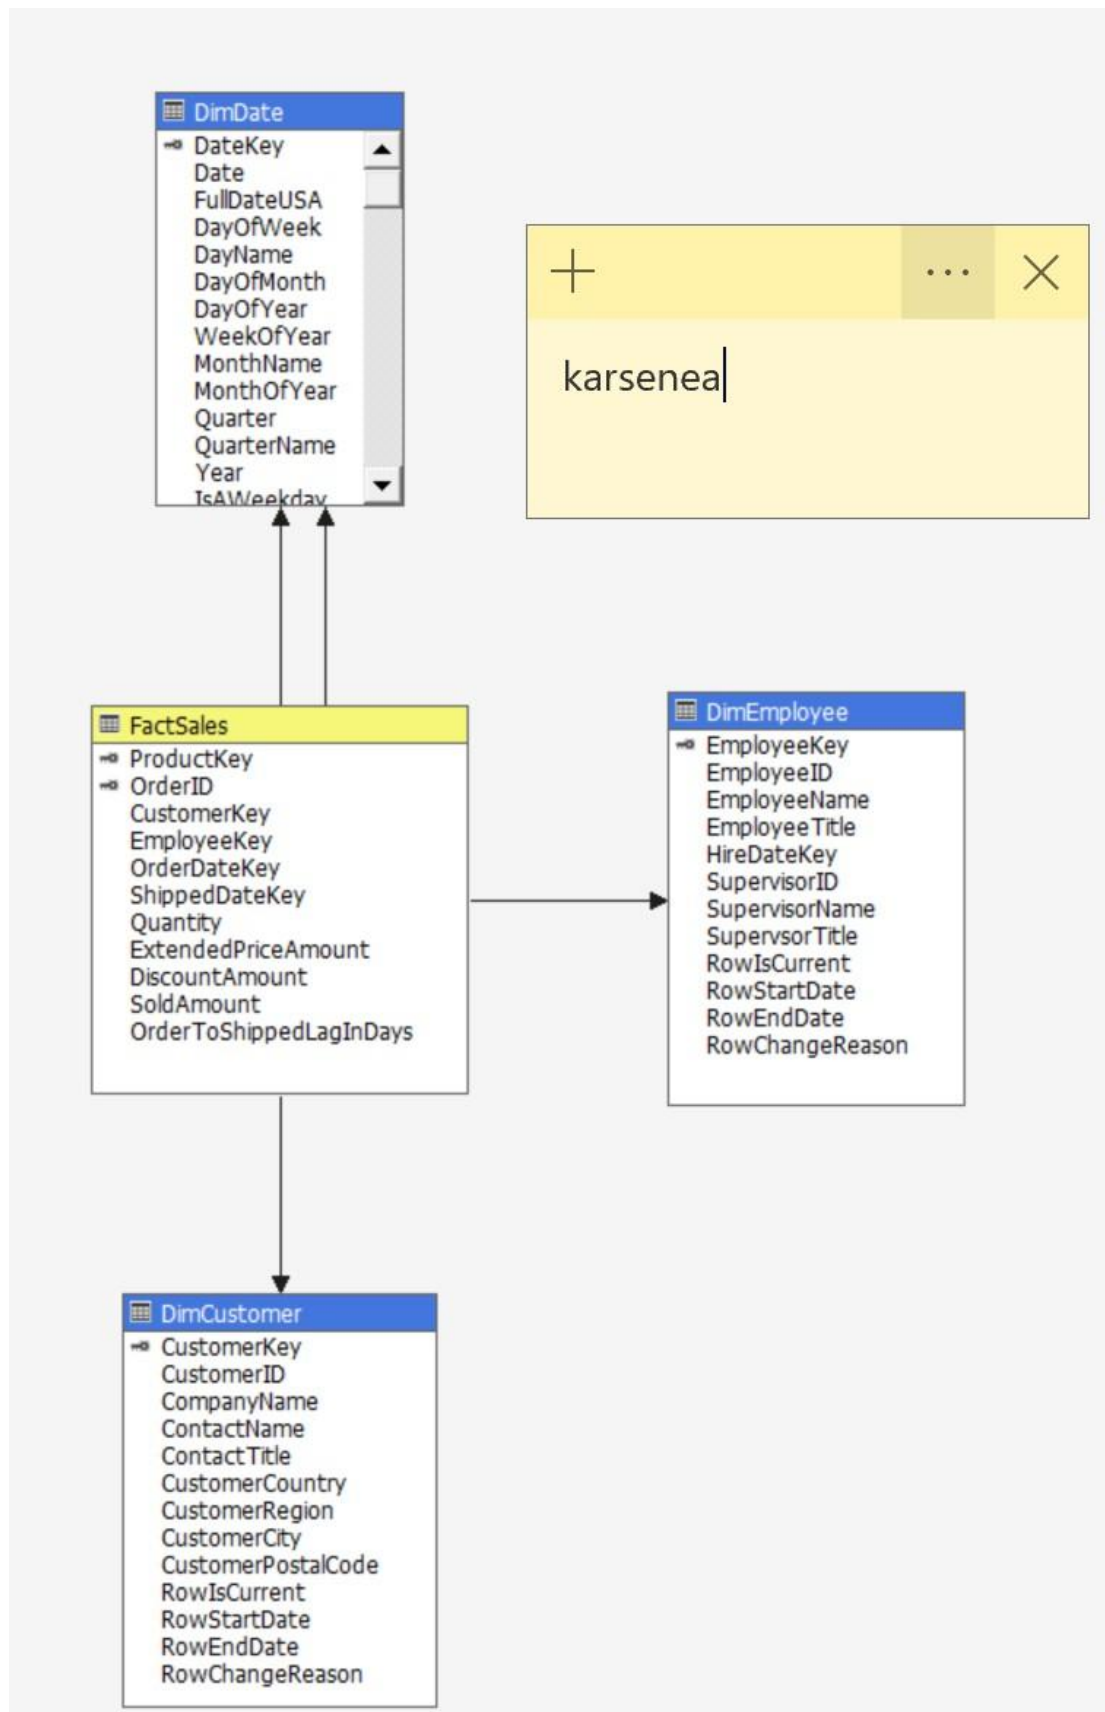 DimDate
DateKey
Date
FullDateUSA
DayOfWeek
DayName
DayOfMonth
DayOfYear
WeekOfYear
MonthName
MonthOfYear
Quarter
QuarterName
Year
IsAWeekday
karsenea
FactSales
ProductKey
OrderID
CustomerKey
EmployeeKey
OrderDateKey
ShippedDateKey
Quantity
ExtendedPriceAmount
DiscountAmount
SoldAmount
OrderToShippedLagInDays
DimEmployee
EmployeeKey
EmployeeID
EmployeeName
EmployeeTitle
HireDateKey
SupervisorID
SupervisorName
SupervsorTitle
RowIsCurrent
RowStartDate
RowEndDate
RowChangeReason
DimCustomer
CustomerKey
CustomerID
CompanyName
ContactName
ContactTitle
CustomerCountry
CustomerRegion
CustomerCity
CustomerPostalCode
RowIsCurrent
RowStartDate
RowEndDate
RowChangeReason